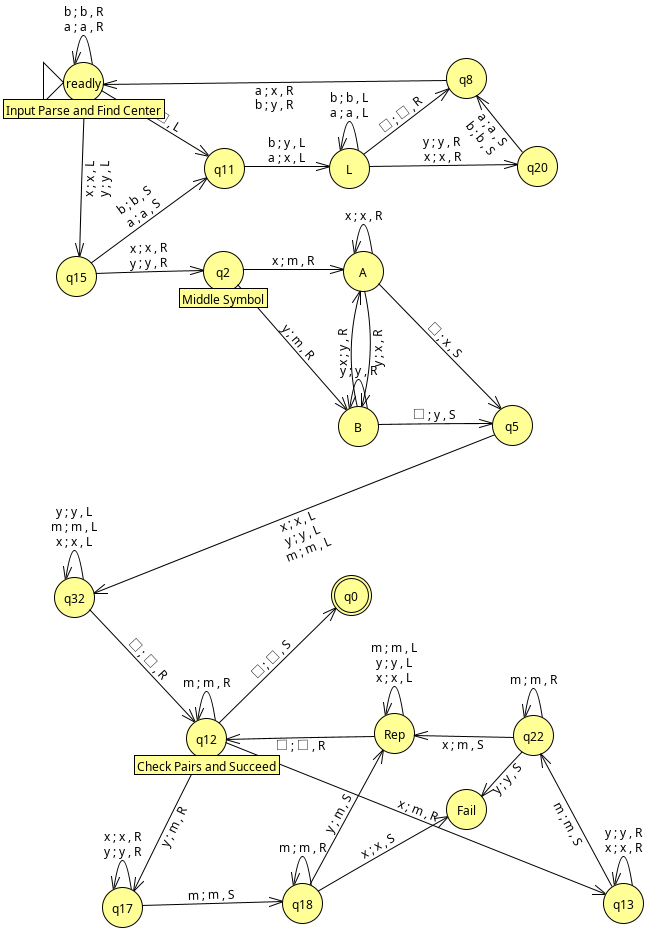 b ; b , R
a ; a , R
readly
Input Parse and Find Center
□ , L
a ; x , R
b ; y , R
q8
b ; b , L
a ; a , L
□ ; □ , R
b ; y , L
a ; x , L
y ; y , R
x ; x , R
a ; a , S
b ; b , S
q11
L
q20
x ; x , L
y ; y , L
b ; b , S
a ; a , S
x ; x , R
x ; x , R
y ; y , R
q15
q2
x ; m , R
A
Middle Symbol
y ; m , R
x ; y , R
y ; x , R
y ; y , R
□ ; x , S
B
□ ; y , S
q5
y ; y , L
m ; m , L
x ; x , L
x ; x , L
y ; y , L
m ; m , L
q32
q0
□ ; □ , R
□ ; □ , S
m ; m , R
m ; m , L
y ; y , L
x ; x , L
m ; m , R
q12
Rep
q22
□ ; □ , R
x ; m , S
Check Pairs and Succeed
y ; y , S
x ; m , R
Fail
y ; m , R
y ; m , S
x ; x , S
m ; m , S
x ; x , R
y ; y , R
m ; m , R
y ; y , R
x ; x , R
q17
m ; m , S
q18
q13